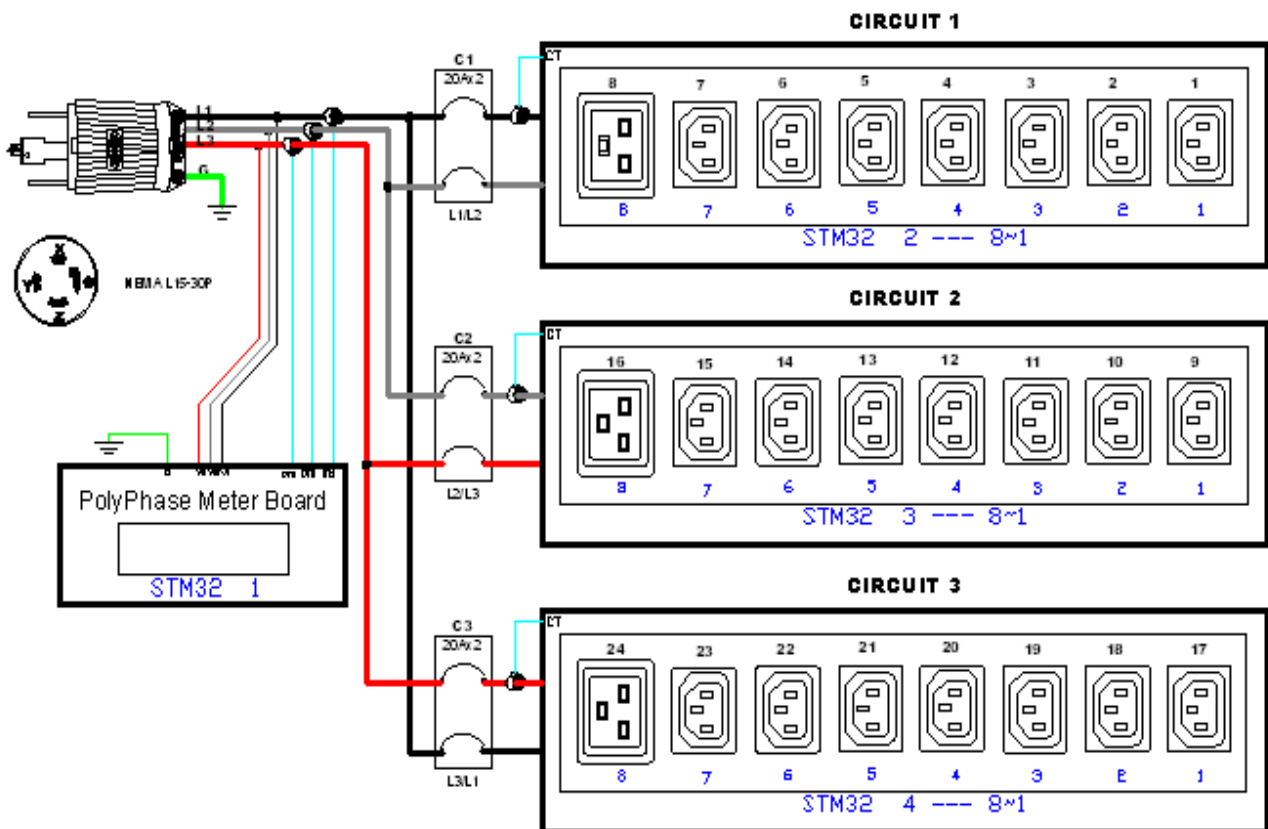 CIRCUIT 1
C1
20Ax2
CT
8 7 6 5 4 3 2 1
L1
L2
L3
G
L1/L2
8 7 6 5 4 3 2 1
STM32 2 --- 8~1
X
Y
Z
CIRCUIT 2
C2
20Ax2
CT
16 15 14 13 12 11 10 9
L2/L3
8 7 6 5 4 3 2 1
STM32 3 --- 8~1
G
PolyPhase Meter Board
STM32 1
CIRCUIT 3
C3
20Ax2
CT
24 23 22 21 20 19 18 17
L3/L1
8 7 6 5 4 3 2 1
STM32 4 --- 8~1